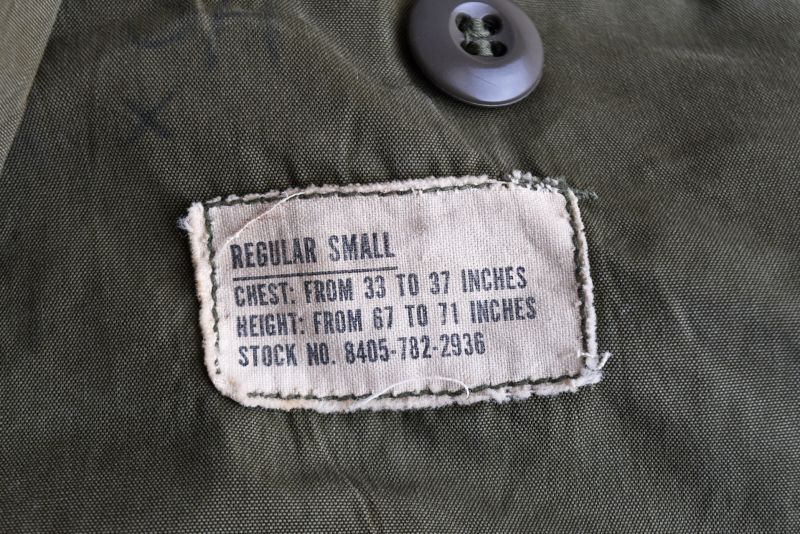 REGULAR SMALL
CHEST: FROM 33 TO 37 INCHES
HEIGHT: FROM 67 TO 71 INCHES
STOCK NO. 8405-782-2936